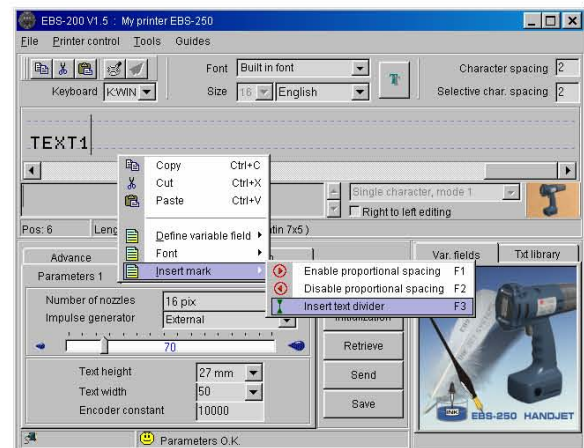 EBS-200 V1.5 : My printer EBS-250
File Printer control Tools Guides
Font Built in font Character spacing 2
Keyboard K:WIN Size 16 English Selective char. spacing 2
TEXT1
Copy Ctrl+C
Cut Ctrl+X
Paste Ctrl+V
Single character, mode 1
Right to left editing
Pos: 6 Leng tin 7x5 )
Define variable field
Font
Insert mark
Advance Var. fields Txt library
Parameters 1
Enable proportional spacing F1
Disable proportional spacing F2
Insert text divider F3
Number of nozzles 16 pix
Impulse generator External
70
Retrieve
Text height 27 mm
Send
Text width 50
Encoder constant 10000
Save
INK EBS-250 HANDJET
Parameters O.K.